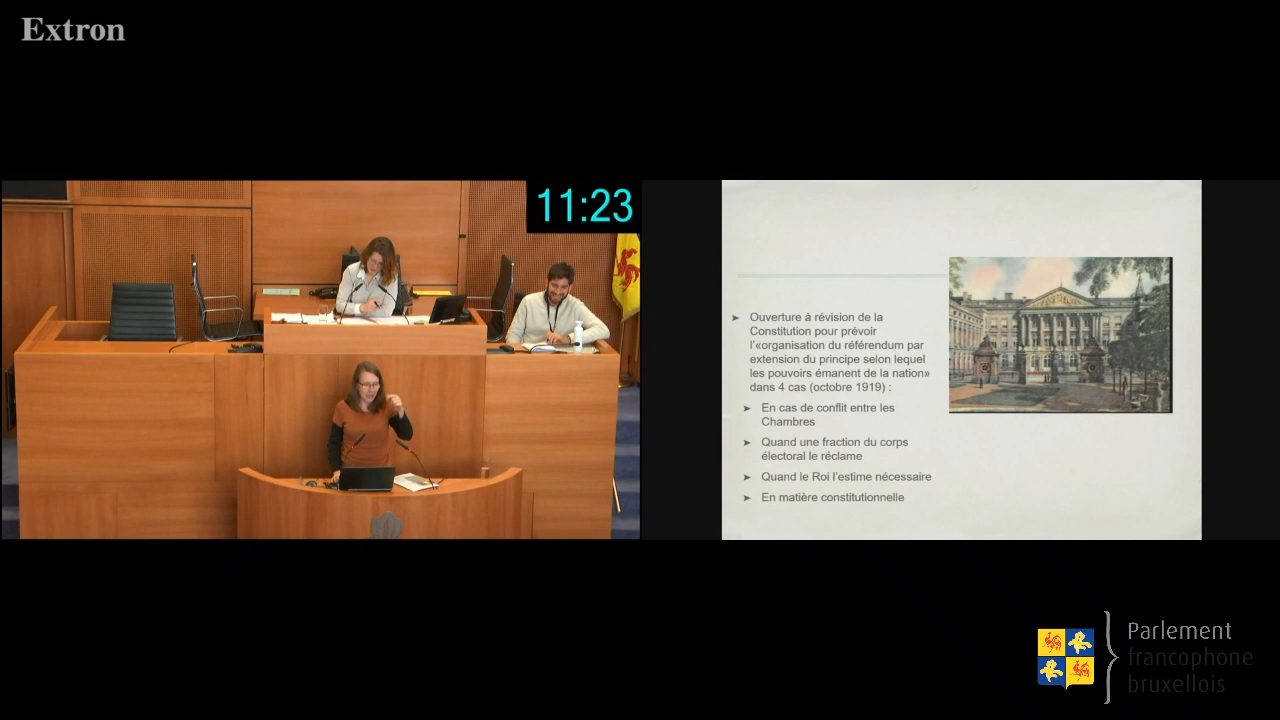 Extron
11:23
➤ Ouverture à révision de la
Constitution pour prévoir
l'«organisation du référendum par
extension du principe selon lequel
les pouvoirs émanent de la nation»
dans 4 cas (octobre 1919) :
➤ En cas de conflit entre les
Chambres
➤ Quand une fraction du corps
électoral le réclame
➤ Quand le Roi l'estime nécessaire
➤ En matière constitutionnelle
Parlement
francophone
bruxellois